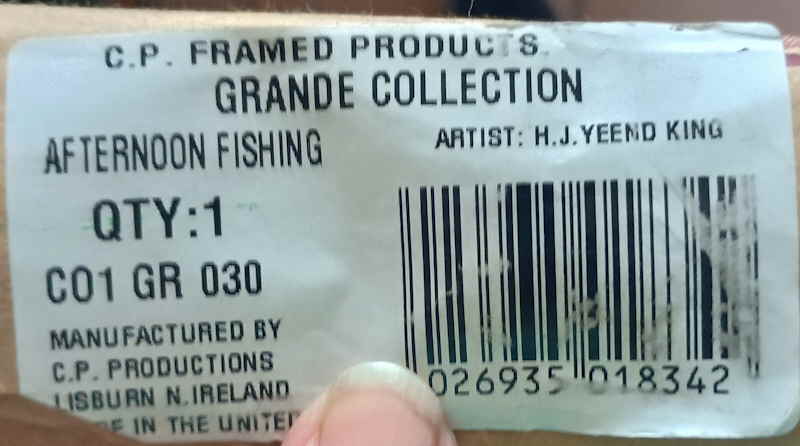 C.P. FRAMED PRODUCTS.
GRANDE COLLECTION
AFTERNOON FISHING
ARTIST: H.J.YEEND KING
QTY:1
C01 GR 030
MANUFACTURED BY
C.P. PRODUCTIONS
LISBURN N.IRELAND
IN THE
026935 018342